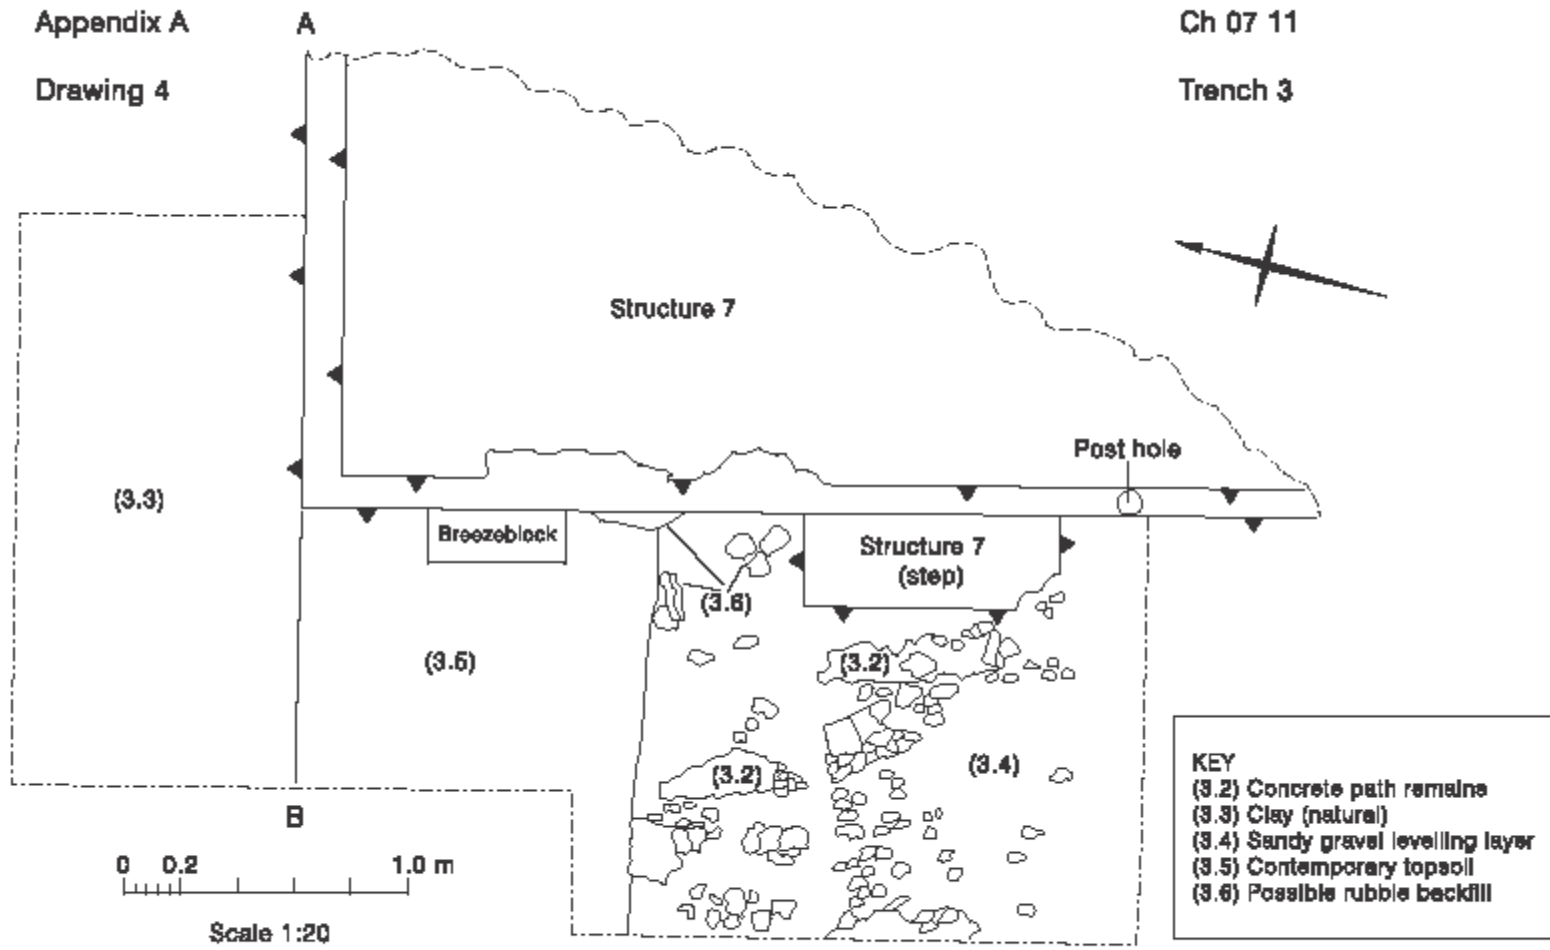 Appendix A
A
Ch 07 11
Drawing 4
Trench 3
Structure 7
Post hole
(3.3)
Breezeblock
Structure 7
(step)
(3.6)
(3.5)
(3.2)
(3.2)
(3.4)
B
0 0.2 1.0 m
Scale 1:20
KEY
(3.2) Concrete path remains
(3.3) Clay (natural)
(3.4) Sandy gravel levelling layer
(3.5) Contemporary topsoil
(3.6) Possible rubble backfill